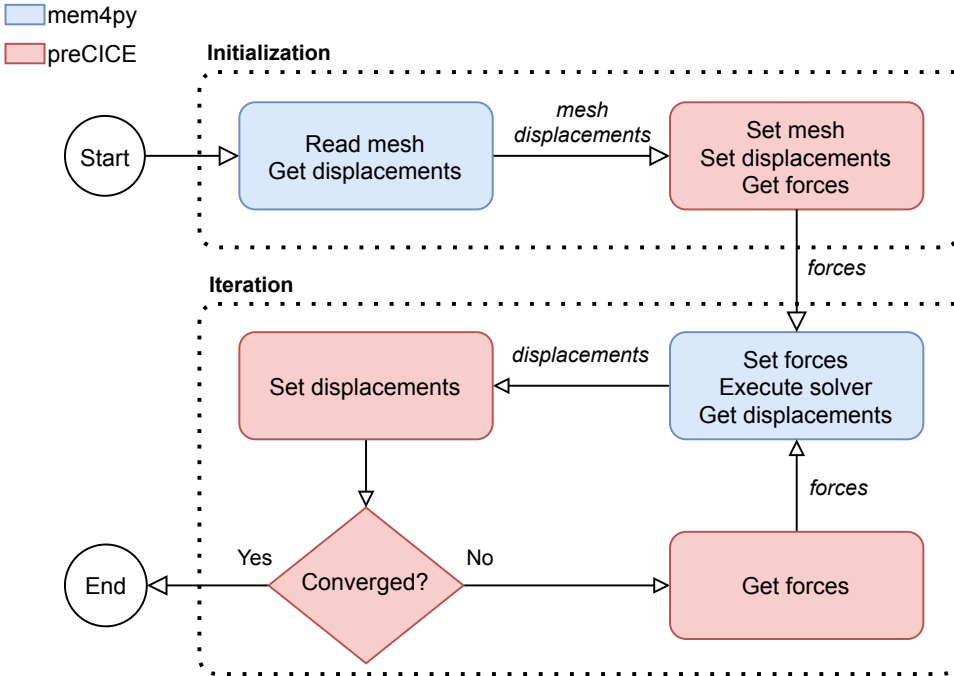 mem4py
preCICE
Initialization
Start
Read mesh
Get displacements
mesh
displacements
Set mesh
Set displacements
Get forces
forces
Iteration
Set displacements
displacements
Set forces
Execute solver
Get displacements
forces
End
Yes
Converged?
No
Get forces